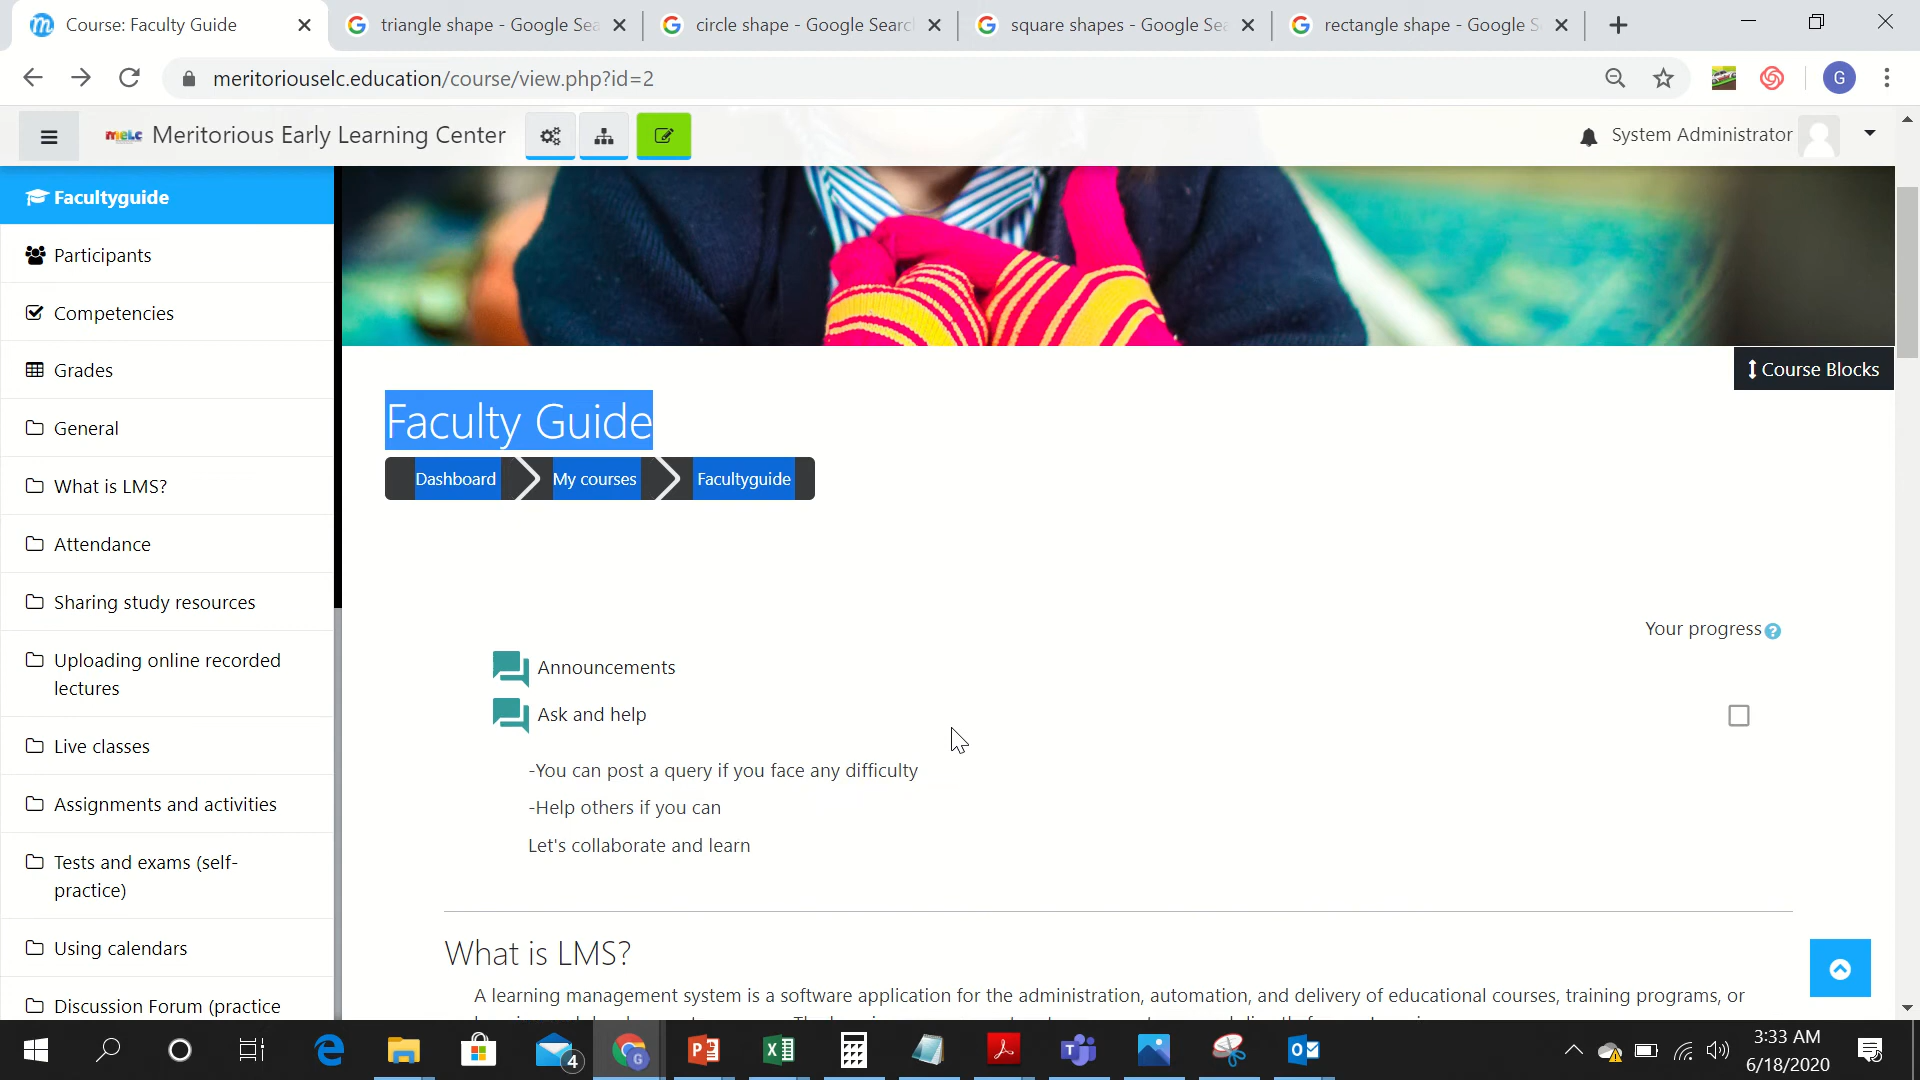 Course: Faculty Guide
triangle shape - Google Sea
circle shape - Google Search
square shapes - Google Sea
rectangle shape - Google S
meritoriouselc.education/course/view.php?id=2
G
meLc Meritorious Early Learning Center
System Administrator
Facultyguide
Participants
Competencies
Grades
General
What is LMS?
Attendance
Sharing study resources
Uploading online recorded
lectures
Live classes
Assignments and activities
Tests and exams (self-
practice)
Using calendars
Discussion Forum (practice
Course Blocks
Faculty Guide
Dashboard
My courses
Facultyguide
Your progress
Announcements
Ask and help
-You can post a query if you face any difficulty
-Help others if you can
Let's collaborate and learn
What is LMS?
A learning management system is a software application for the administration, automation, and delivery of educational courses, training programs, or
4
G
3:33 AM
6/18/2020